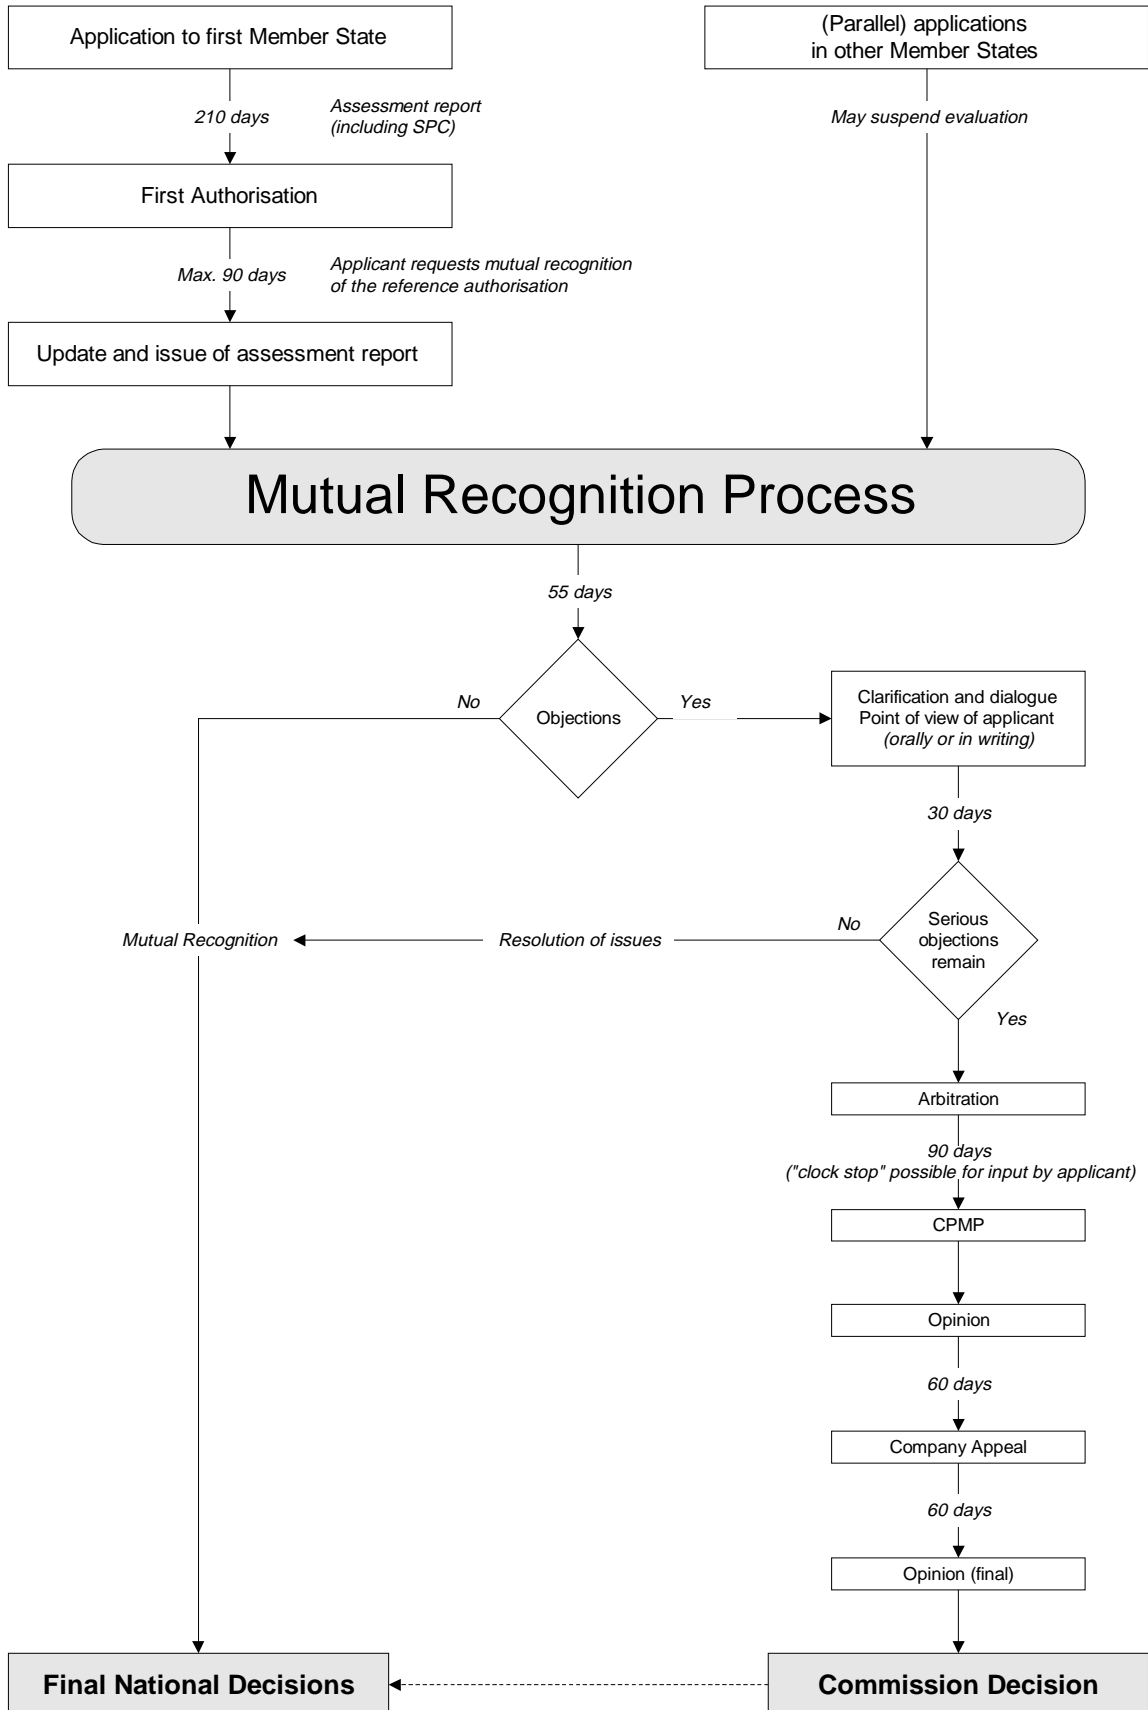 Application to first Member State
(Parallel) applications
in other Member States
210 days
Assessment report
(including SPC)
May suspend evaluation
First Authorisation
Max. 90 days
Applicant requests mutual recognition
of the reference authorisation
Update and issue of assessment report
Mutual Recognition Process
55 days
No
Objections
Yes
Clarification and dialogue
Point of view of applicant
(orally or in writing)
30 days
Mutual Recognition
Resolution of issues
No
Serious
objections
remain
Yes
Arbitration
90 days
("clock stop" possible for input by applicant)
CPMP
Opinion
60 days
Company Appeal
60 days
Opinion (final)
Final National Decisions
Commission Decision